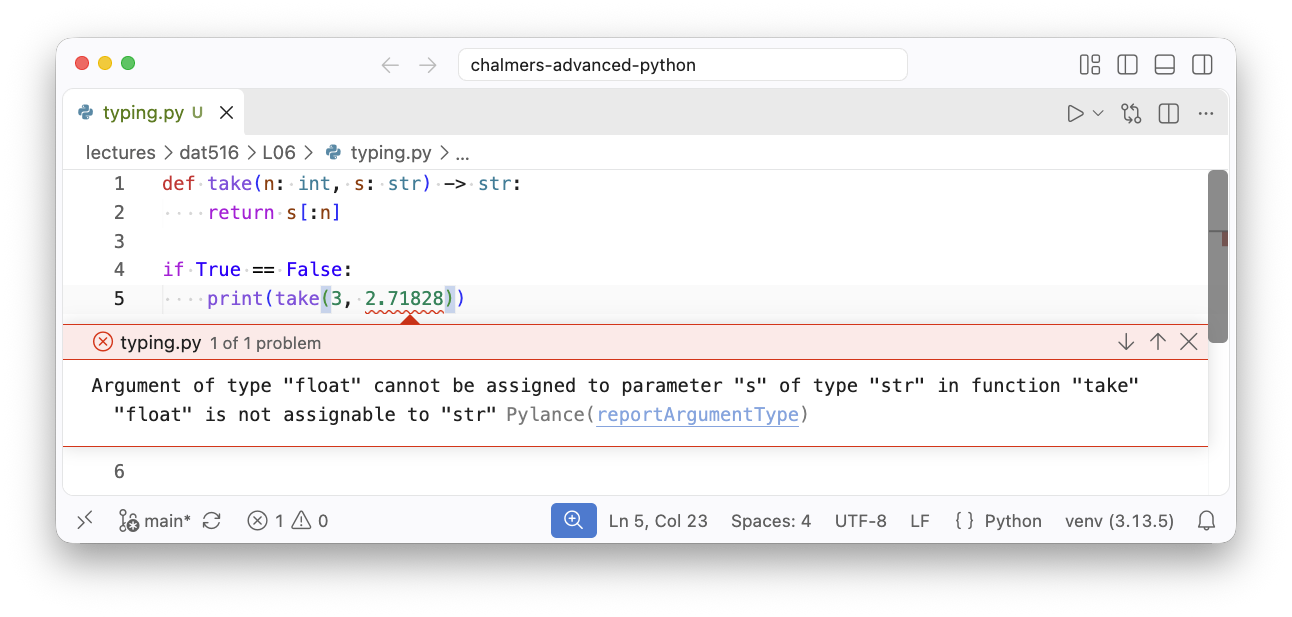 chalmers-advanced-python
typing.py U
lectures > dat516 > L06 > typing.py > ...
1 def take(n: int, s: str) -> str:
2     return s[:n]
3
4 if True == False:
5     print(take(3, 2.71828))
typing.py 1 of 1 problem
Argument of type "float" cannot be assigned to parameter "s" of type "str" in function "take"
  "float" is not assignable to "str" Pylance(reportArgumentType)
6
main* 1 0 Ln 5, Col 23 Spaces: 4 UTF-8 LF {} Python venv (3.13.5)